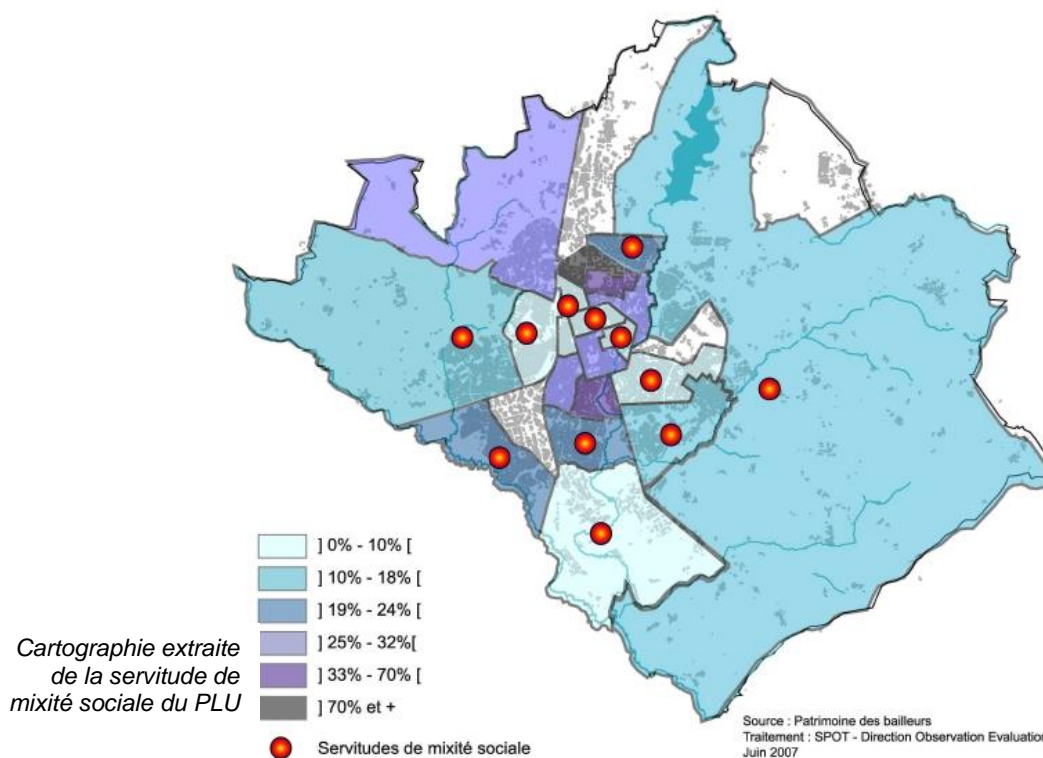 ] 0% - 10% [
] 10% - 18% [
] 19% - 24% [
] 25% - 32%[
] 33% - 70% [
] 70% et +
Servitudes de mixité sociale
Cartographie extraite
de la servitude de
mixité sociale du PLU
Source : Patrimoine des bailleurs
Traitement : SPOT - Direction Observation Evaluation
Juin 2007